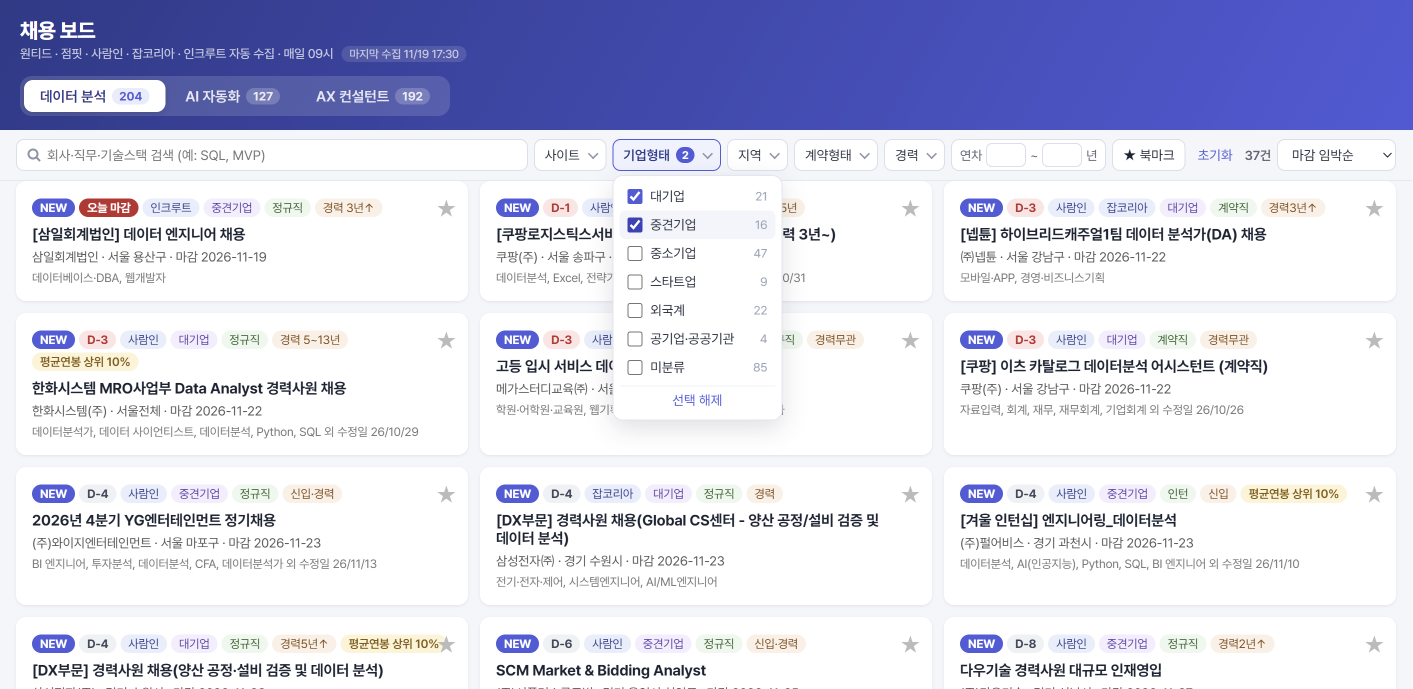 채용 보드
원티드 · 점핏 · 사람인 · 잡코리아 · 인크루트 자동 수집 · 매일 09시 마지막 수집 11/19 17:30
데이터 분석 204 AI 자동화 127 AX 컨설턴트 192
회사·직무·기술스택 검색 (예: SQL, MVP) 사이트 기업형태 2 지역 계약형태 경력 연차 ~ 년 ★ 북마크 초기화 37건 마감 임박순
대기업 21
중견기업 16
중소기업 47
스타트업 9
외국계 22
공기업·공공기관 4
미분류 85
선택 해제
NEW 오늘 마감 인크루트 중견기업 정규직 경력 3년↑
[삼일회계법인] 데이터 엔지니어 채용
삼일회계법인 · 서울 용산구 · 마감 2026-11-19
데이터베이스·DBA, 웹개발자
NEW D-1
[쿠팡로지스틱스서비 력 3년~)
쿠팡(주) · 서울 송파구 ·
데이터분석, Excel, 0/31
NEW D-3 사람인 잡코리아 대기업 계약직 경력3년↑
[넵튠] 하이브리드캐주얼1팀 데이터 분석가(DA) 채용
㈜넵튠 · 서울 강남구 · 마감 2026-11-22
모바일·APP, 경영·비즈니스기획
NEW D-3 사람인 대기업 정규직 경력 5~13년
평균연봉 상위 10%
한화시스템 MRO사업부 Data Analyst 경력사원 채용
한화시스템(주) · 서울전체 · 마감 2026-11-22
데이터분석가, 데이터 사이언티스트, 데이터분석, Python, SQL 외 수정일 26/10/29
NEW D-3 경력무관
고등 입시 서비스
메가스터디교육㈜ ·
학원·어학원·교육원,
NEW D-3 사람인 대기업 계약직 경력무관
[쿠팡] 이츠 카탈로그 데이터분석 어시스턴트 (계약직)
쿠팡(주) · 서울 강남구 · 마감 2026-11-22
자료입력, 회계, 재무, 재무회계, 기업회계 외 수정일 26/10/26
NEW D-4 사람인 중견기업 정규직 신입·경력
2026년 4분기 YG엔터테인먼트 정기채용
(주)와이지엔터테인먼트 · 서울 마포구 · 마감 2026-11-23
BI 엔지니어, 투자분석, 데이터분석, CFA, 데이터분석가 외 수정일 26/11/13
NEW D-4 잡코리아 대기업 정규직 경력
[DX부문] 경력사원 채용(Global CS센터 - 양산 공정/설비 검증 및
데이터 분석)
삼성전자㈜ · 경기 수원시 · 마감 2026-11-23
전기·전자·제어, 시스템엔지니어, AI/ML엔지니어
NEW D-4 사람인 중견기업 인턴 신입 평균연봉 상위 10%
[겨울 인턴십] 엔지니어링_데이터분석
(주)펄어비스 · 경기 과천시 · 마감 2026-11-23
데이터분석, AI(인공지능), Python, SQL, BI 엔지니어 외 수정일 26/11/10
NEW D-4 사람인 대기업 정규직 경력5년↑ 평균연봉 상위 10%
[DX부문] 경력사원 채용(양산 공정·설비 검증 및 데이터 분석)
NEW D-6 사람인 중견기업 정규직 신입·경력
SCM Market & Bidding Analyst
NEW D-8 사람인 중견기업 정규직 경력2년↑
다우기술 경력사원 대규모 인재영입